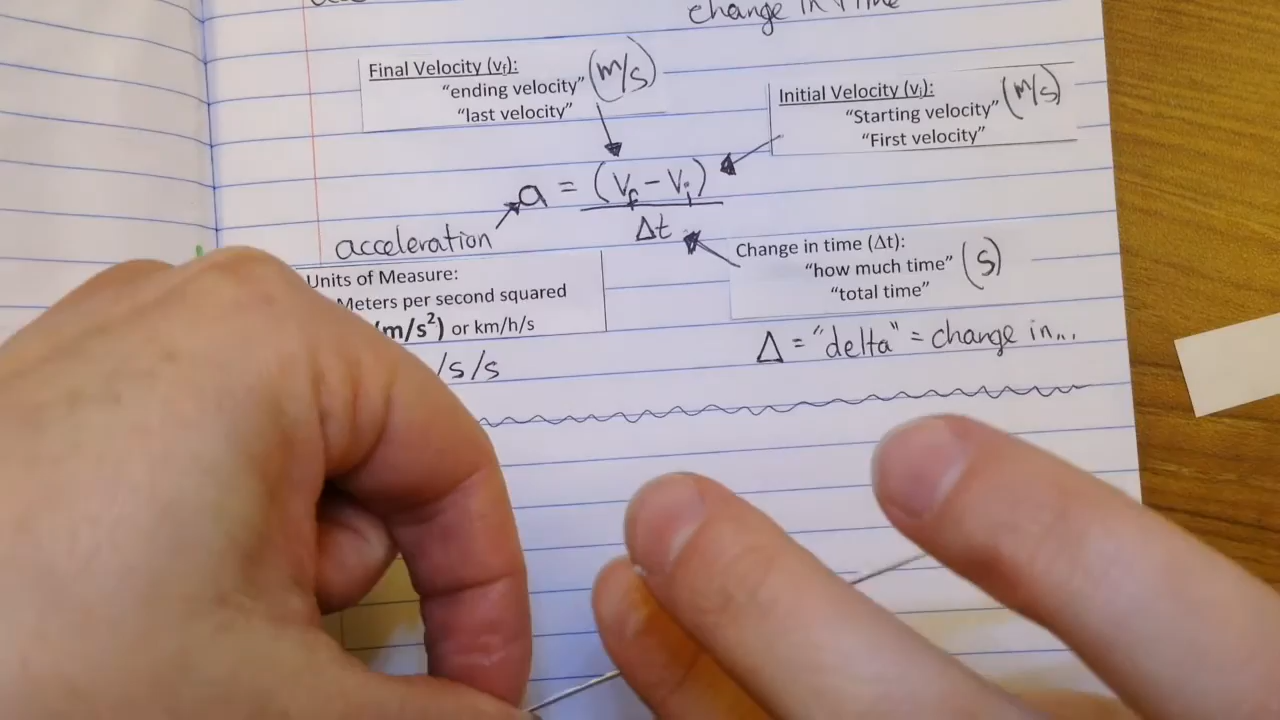 change in time
Final Velocity (vf):
"ending velocity" (m/s)
"last velocity"
Initial Velocity (vi):
"Starting velocity" (m/s)
"First velocity"
a = (Vf - Vi)
Δt
acceleration
Change in time (Δt):
"how much time" (s)
"total time"
Units of Measure:
Meters per second squared
(m/s²) or km/h/s
/s/s
Δ = "delta" = change in...